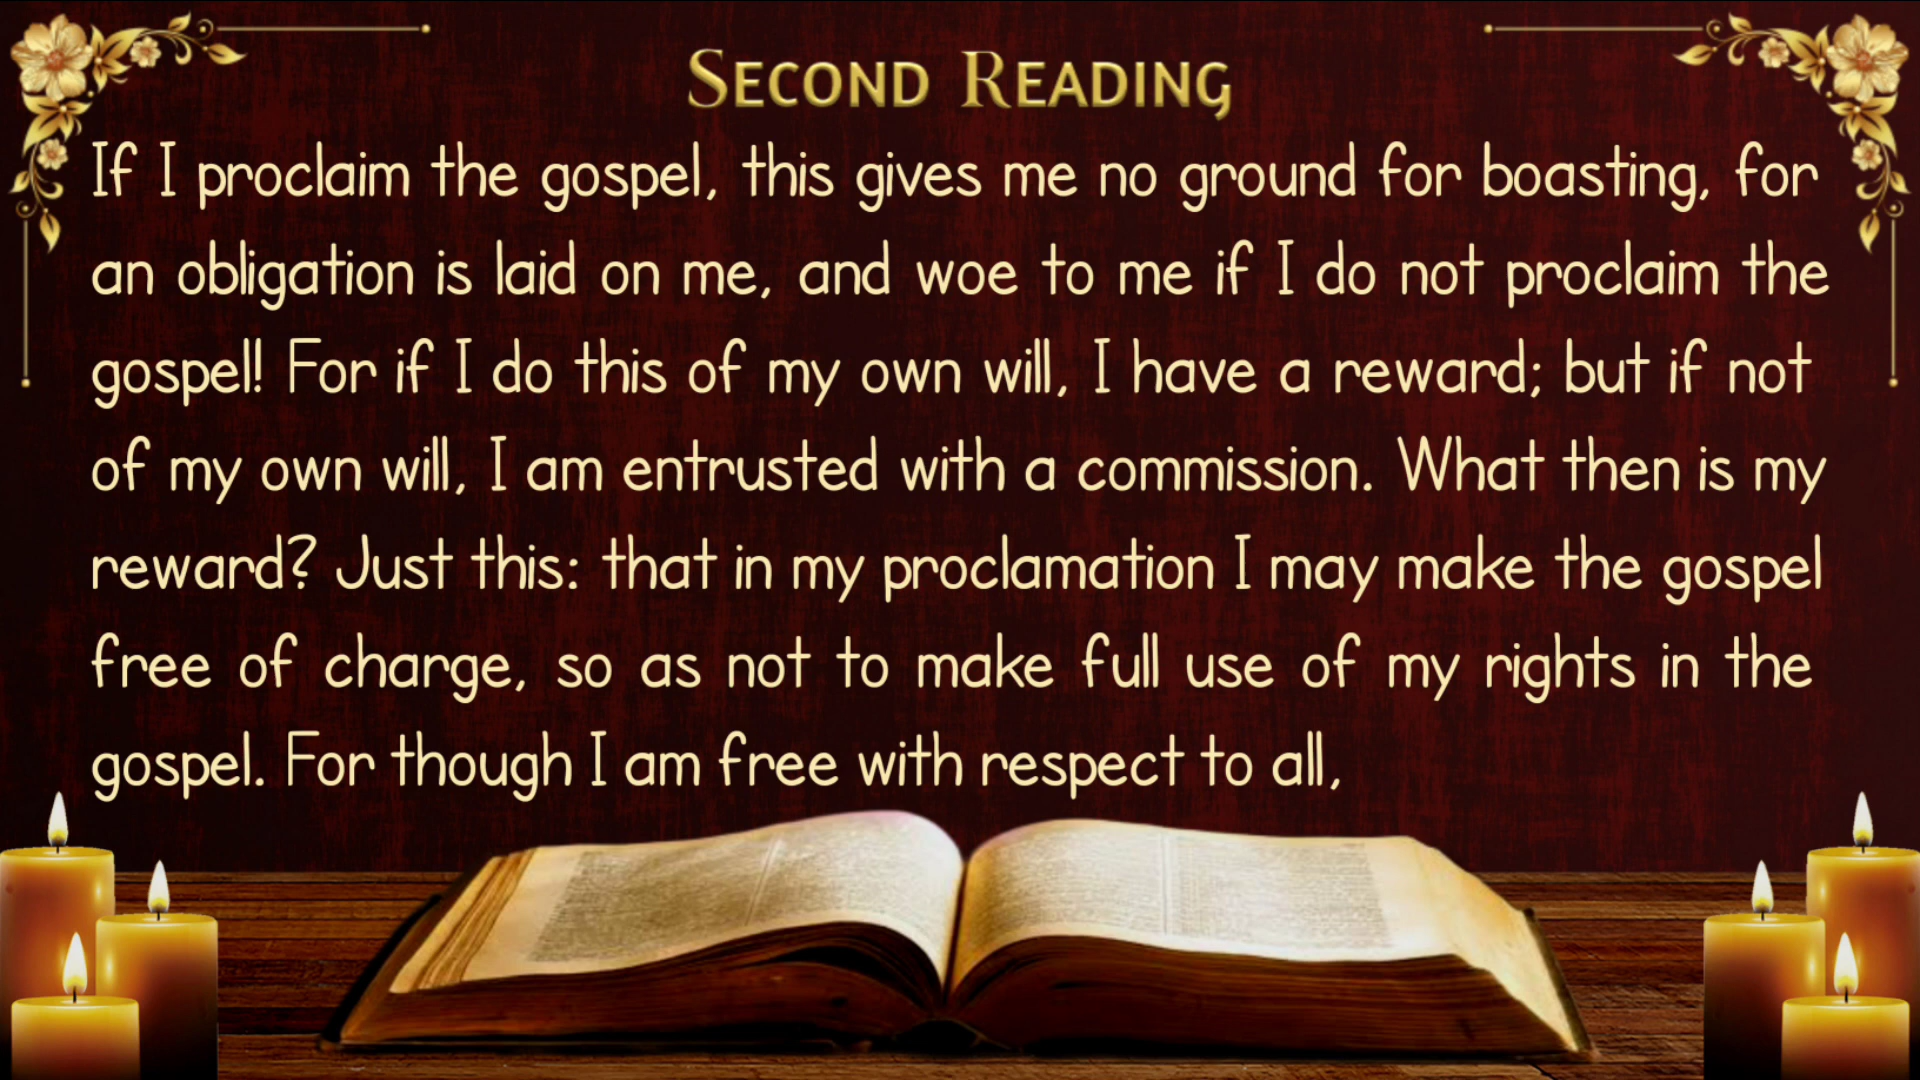 SECOND READING
If I proclaim the gospel, this gives me no ground for boasting, for
an obligation is laid on me, and woe to me if I do not proclaim the
gospel! For if I do this of my own will, I have a reward; but if not
of my own will, I am entrusted with a commission. What then is my
reward? Just this: that in my proclamation I may make the gospel
free of charge, so as not to make full use of my rights in the
gospel. For though I am free with respect to all,